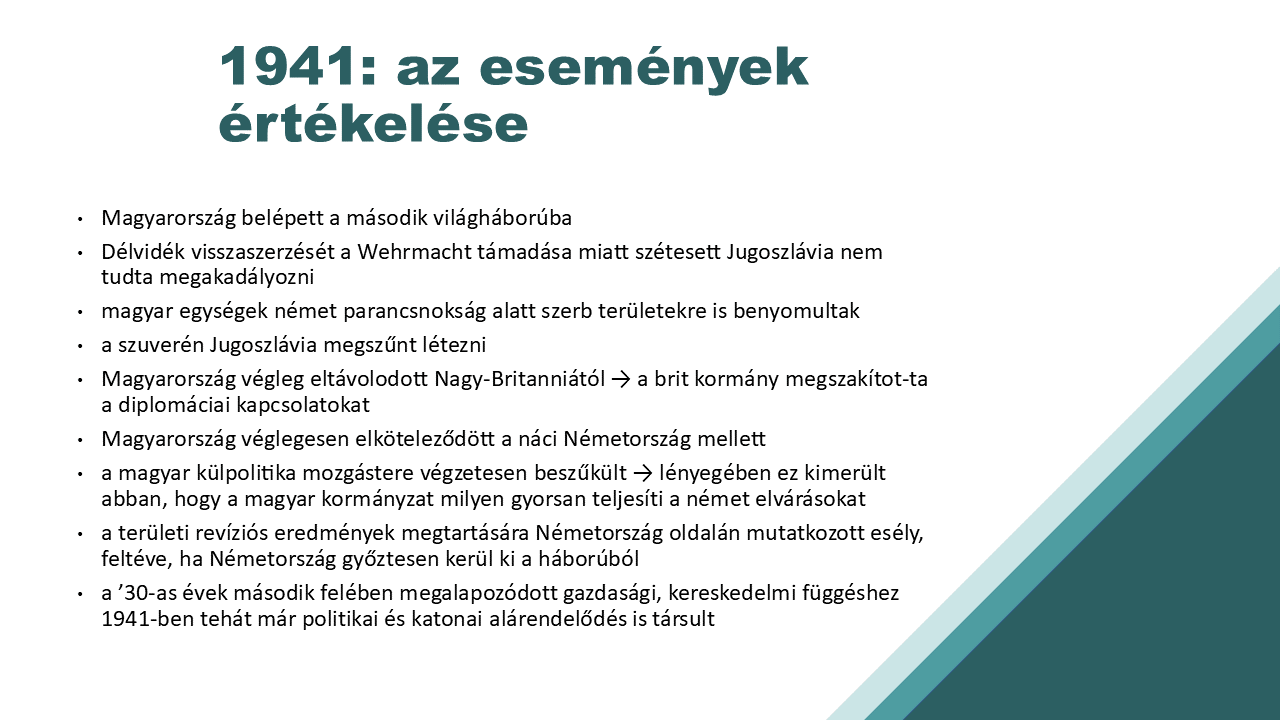 1941: az események
értékelése
• Magyarország belépett a második világháborúba
• Délvidék visszaszerzését a Wehrmacht támadása miatt szétesett Jugoszlávia nem
tudta megakadályozni
• magyar egységek német parancsnokság alatt szerb területekre is benyomultak
• a szuverén Jugoszlávia megszűnt létezni
• Magyarország végleg eltávolodott Nagy-Britanniától → a brit kormány megszakítot-ta
a diplomáciai kapcsolatokat
• Magyarország véglegesen elköteleződött a náci Németország mellett
• a magyar külpolitika mozgástere végzetesen beszűkült → lényegében ez kimerült
abban, hogy a magyar kormányzat milyen gyorsan teljesíti a német elvárásokat
• a területi revíziós eredmények megtartására Németország oldalán mutatkozott esély,
feltéve, ha Németország győztesen kerül ki a háborúból
• a ’30-as évek második felében megalapozódott gazdasági, kereskedelmi függéshez
1941-ben tehát már politikai és katonai alárendelődés is társult